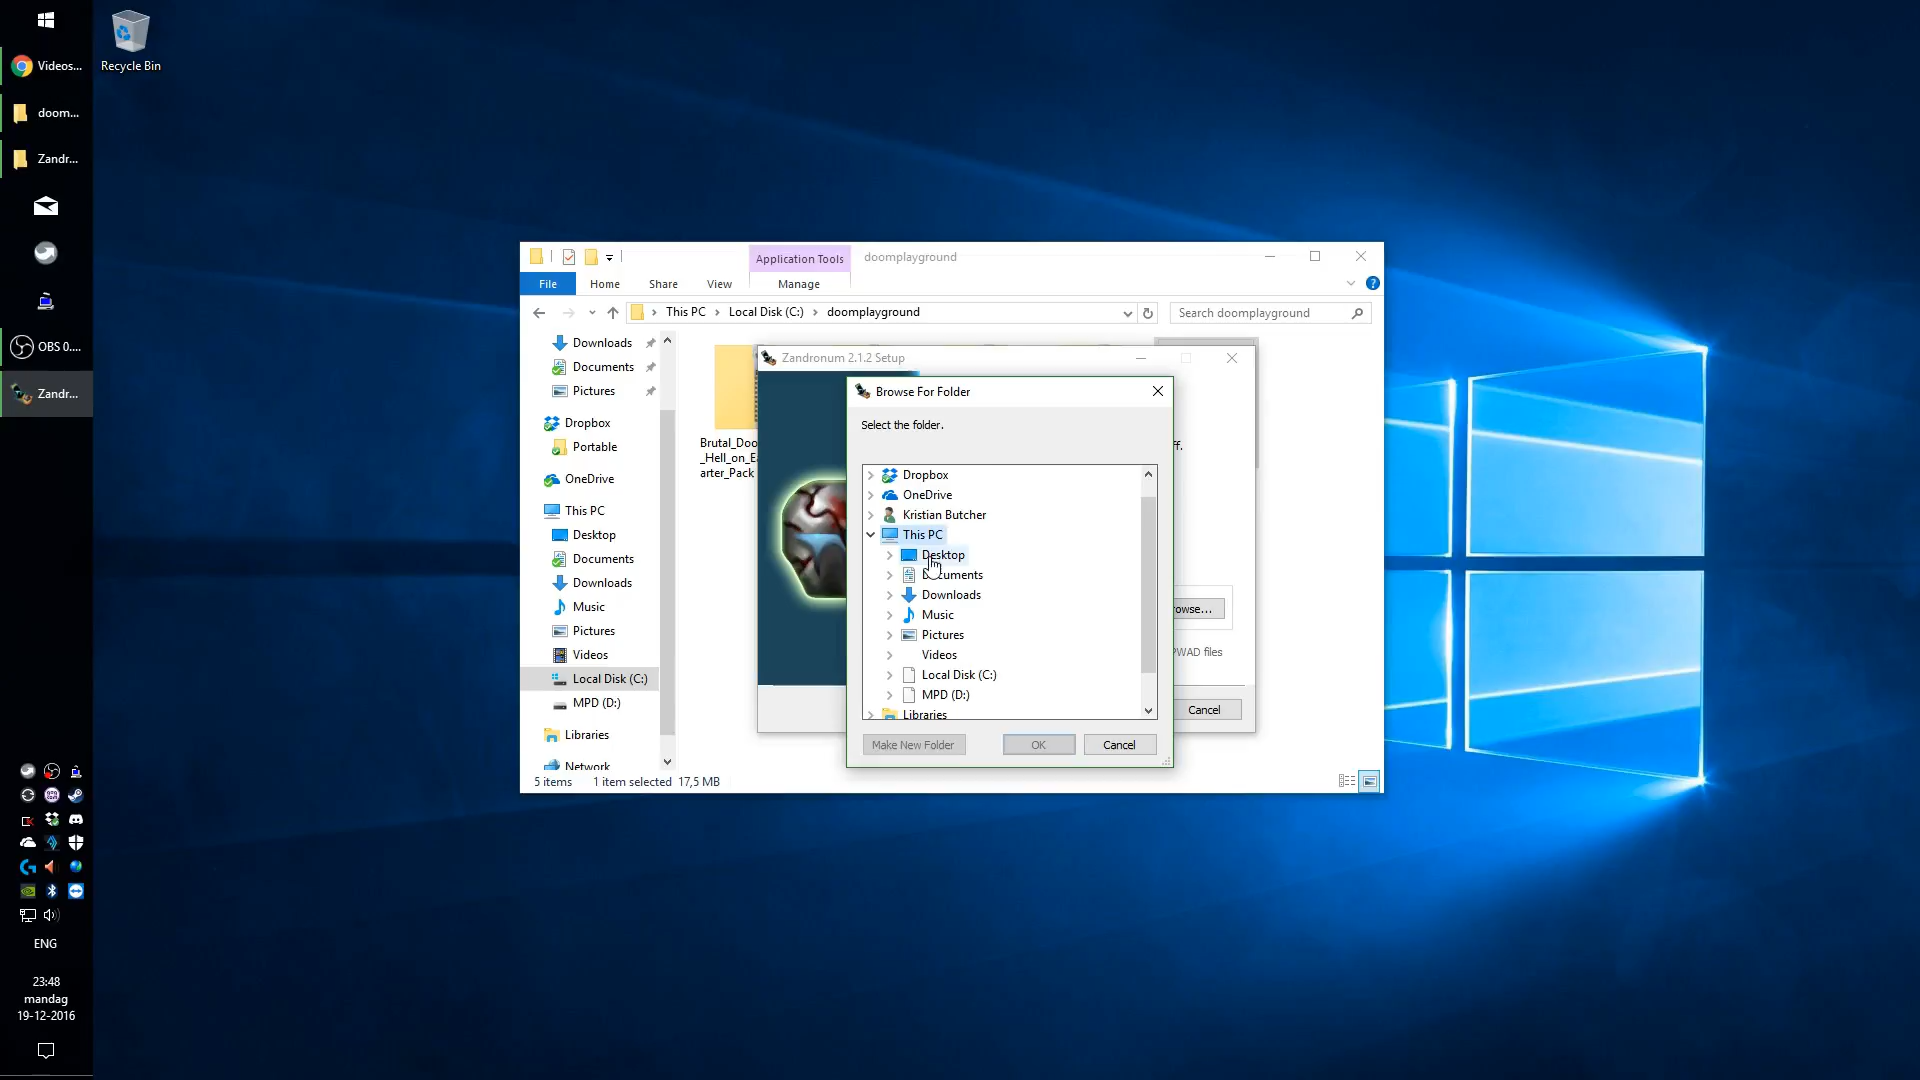 Recycle Bin
Videos...
doom...
Zandr...
OBS 0....
Zandr...
ENG
23:48
mandag
19-12-2016
Application Tools
doomplayground
File
Home
Share
View
Manage
This PC
Local Disk (C:)
doomplayground
Search doomplayground
Downloads
Documents
Pictures
Dropbox
Portable
OneDrive
This PC
Desktop
Documents
Downloads
Music
Pictures
Videos
Local Disk (C:)
MPD (D:)
Libraries
Network
5 items
1 item selected 17,5 MB
Brutal_Doo
_Hell_on_Ea
arter_Pack
Zandronum 2.1.2 Setup
ff.
owse...
PWAD files
Cancel
Browse For Folder
Select the folder.
Dropbox
OneDrive
Kristian Butcher
This PC
Desktop
Documents
Downloads
Music
Pictures
Videos
Local Disk (C:)
MPD (D:)
Libraries
Make New Folder
OK
Cancel